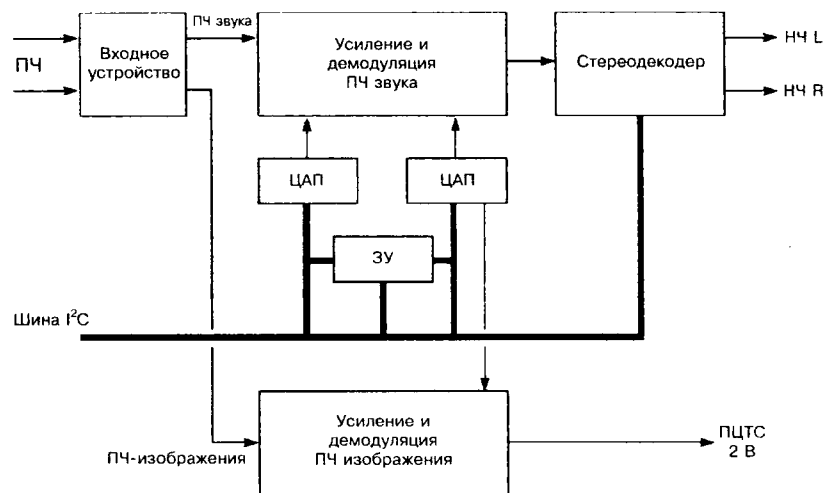 ПЧ
Входное
устройство
ПЧ звука
Усиление и
демодуляция
ПЧ звука
Стереодекодер
НЧ L
НЧ R
ЦАП
ЦАП
ЗУ
Шина I²C
ПЧ-изображения
Усиление и
демодуляция
ПЧ изображения
ПЦТС
2 В